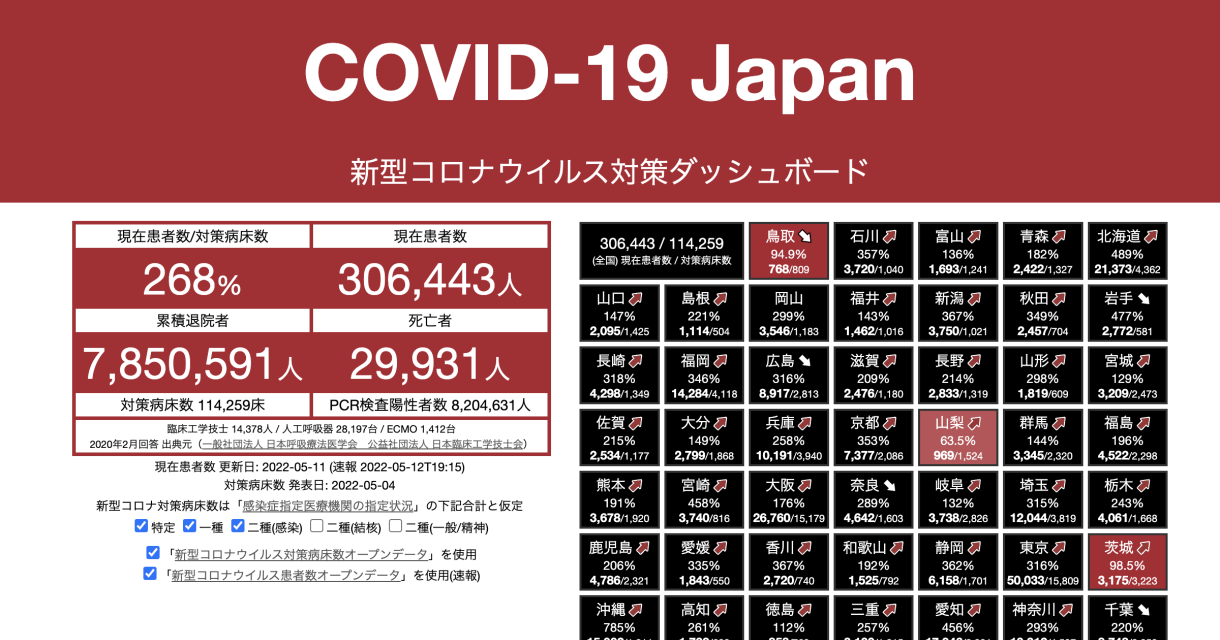 COVID-19 Japan
新型コロナウイルス対策ダッシュボード
現在患者数/対策病床数
現在患者数
268%
306,443人
累積退院者
死亡者
7,850,591人
29,931人
対策病床数 114,259床
PCR検査陽性者数 8,204,631人
臨床工学技士 14,378人 / 人工呼吸器 28,197台 / ECMO 1,412台
2020年2月回答 出典元 (一般社団法人 日本呼吸療法医学会　公益社団法人 日本臨床工学技士会)
現在患者数 更新日: 2022-05-11 (速報 2022-05-12T19:15)
対策病床数 発表日: 2022-05-04
新型コロナ対策病床数は「感染症指定医療機関の指定状況」の下記合計と仮定
特定 一種 二種(感染) 二種(結核) 二種(一般/精神)
「新型コロナウイルス対策病床数オープンデータ」を使用
「新型コロナウイルス患者数オープンデータ」を使用(速報)
306,443 / 114,259
(全国) 現在患者数 / 対策病床数
鳥取
94.9%
768/809
石川
357%
3,720/1,040
富山
136%
1,693/1,241
青森
182%
2,422/1,327
北海道
489%
21,373/4,362
山口
147%
2,095/1,425
島根
221%
1,114/504
岡山
299%
3,546/1,183
福井
143%
1,462/1,016
新潟
367%
3,750/1,021
秋田
349%
2,457/704
岩手
477%
2,772/581
長崎
318%
4,298/1,349
福岡
346%
14,284/4,118
広島
316%
8,917/2,813
滋賀
209%
2,476/1,180
長野
214%
2,833/1,319
山形
298%
1,819/609
宮城
129%
3,209/2,473
佐賀
215%
2,534/1,177
大分
149%
2,799/1,868
兵庫
258%
10,191/3,940
京都
353%
7,377/2,086
山梨
63.5%
969/1,524
群馬
144%
3,345/2,320
福島
196%
4,522/2,298
熊本
191%
3,678/1,920
宮崎
458%
3,740/816
大阪
176%
26,760/15,179
奈良
289%
4,642/1,603
岐阜
132%
3,738/2,826
埼玉
315%
12,044/3,819
栃木
243%
4,061/1,668
鹿児島
206%
4,786/2,321
愛媛
335%
1,843/550
香川
367%
2,720/740
和歌山
192%
1,525/792
静岡
362%
6,158/1,701
東京
316%
50,033/15,809
茨城
98.5%
3,175/3,223
沖縄
785%
高知
261%
徳島
112%
三重
257%
愛知
456%
神奈川
293%
千葉
220%